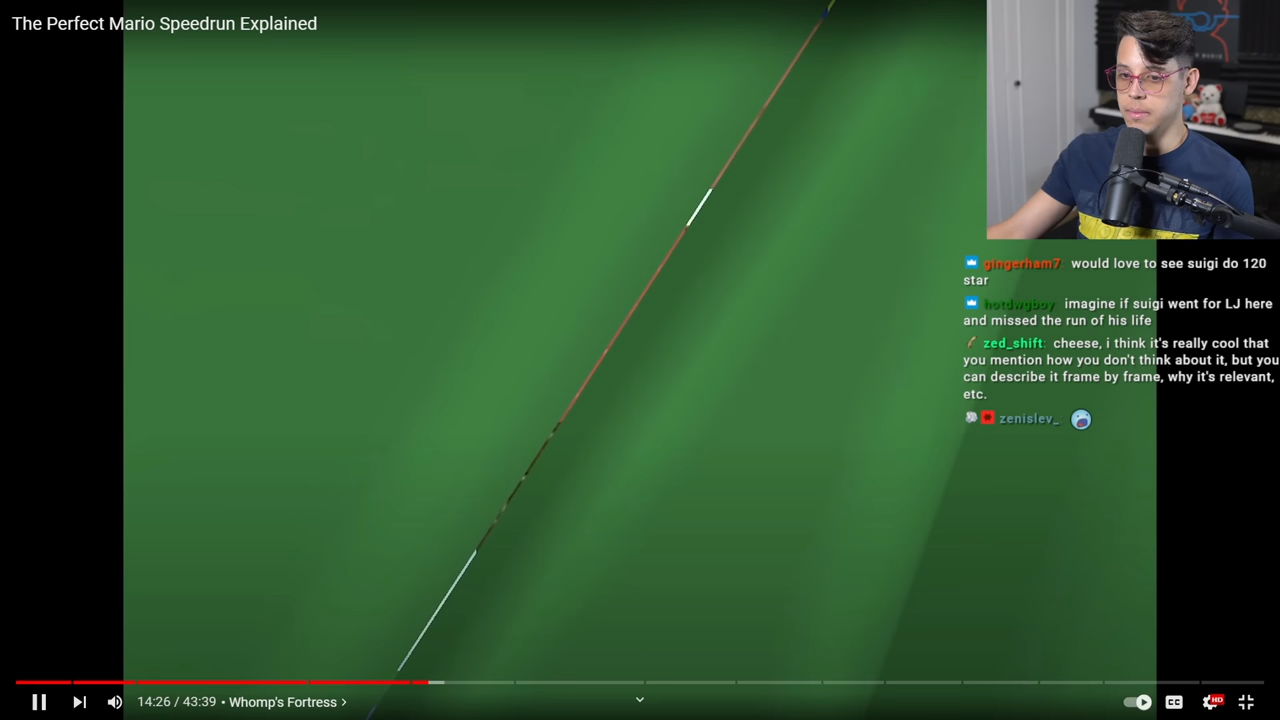 The Perfect Mario Speedrun Explained
gingerham7 would love to see suigi do 120
star
hotdwgboy imagine if suigi went for LJ here
and missed the run of his life
zed_shift: cheese, i think it's really cool that
you mention how you don't think about it, but you
can describe it frame by frame, why it's relevant,
etc.
zenislev_
14:26 / 43:39 • Whomp's Fortress >
CC
HD